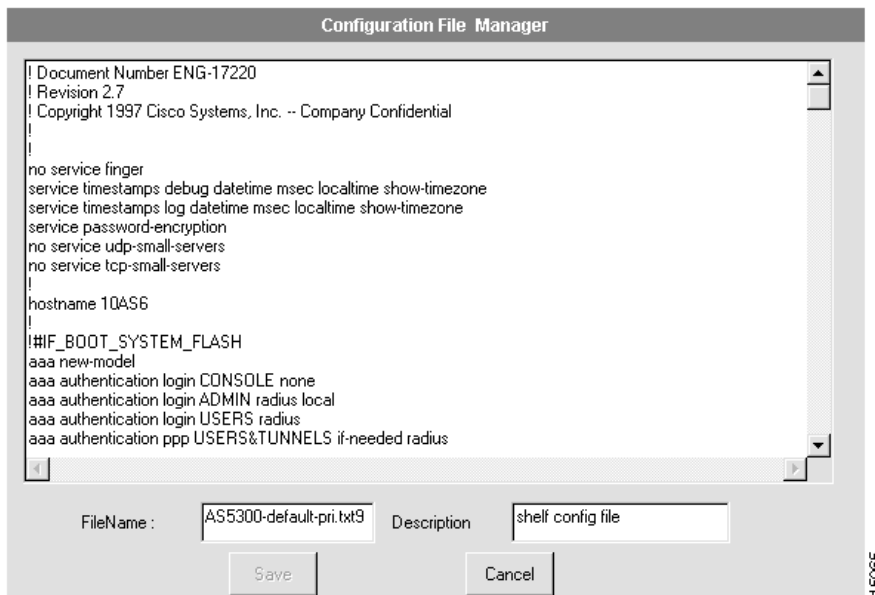 Configuration File Manager
! Document Number ENG-17220
! Revision 2.7
! Copyright 1997 Cisco Systems, Inc. -- Company Confidential
!
!
no service finger
service timestamps debug datetime msec localtime show-timezone
service timestamps log datetime msec localtime show-timezone
service password-encryption
no service udp-small-servers
no service tcp-small-servers
!
hostname 10AS6
!
!#IF_BOOT_SYSTEM_FLASH
aaa new-model
aaa authentication login CONSOLE none
aaa authentication login ADMIN radius local
aaa authentication login USERS radius
aaa authentication ppp USERS&TUNNELS if-needed radius
FileName : AS5300-default-pri.txt9 Description shelf config file
Save Cancel